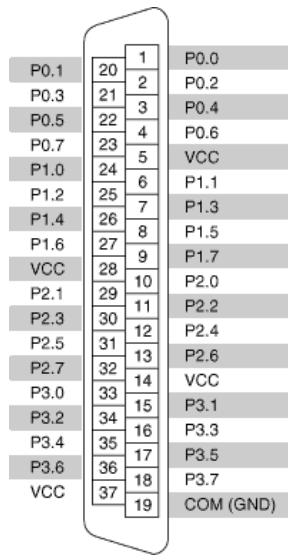 1 P0.0
P0.1 20
2 P0.2
P0.3 21
3 P0.4
P0.5 22
4 P0.6
P0.7 23
5 VCC
P1.0 24
6 P1.1
P1.2 25
7 P1.3
P1.4 26
8 P1.5
P1.6 27
9 P1.7
VCC 28
10 P2.0
P2.1 29
11 P2.2
P2.3 30
12 P2.4
P2.5 31
13 P2.6
P2.7 32
14 VCC
P3.0 33
15 P3.1
P3.2 34
16 P3.3
P3.4 35
17 P3.5
P3.6 36
18 P3.7
VCC 37
19 COM (GND)